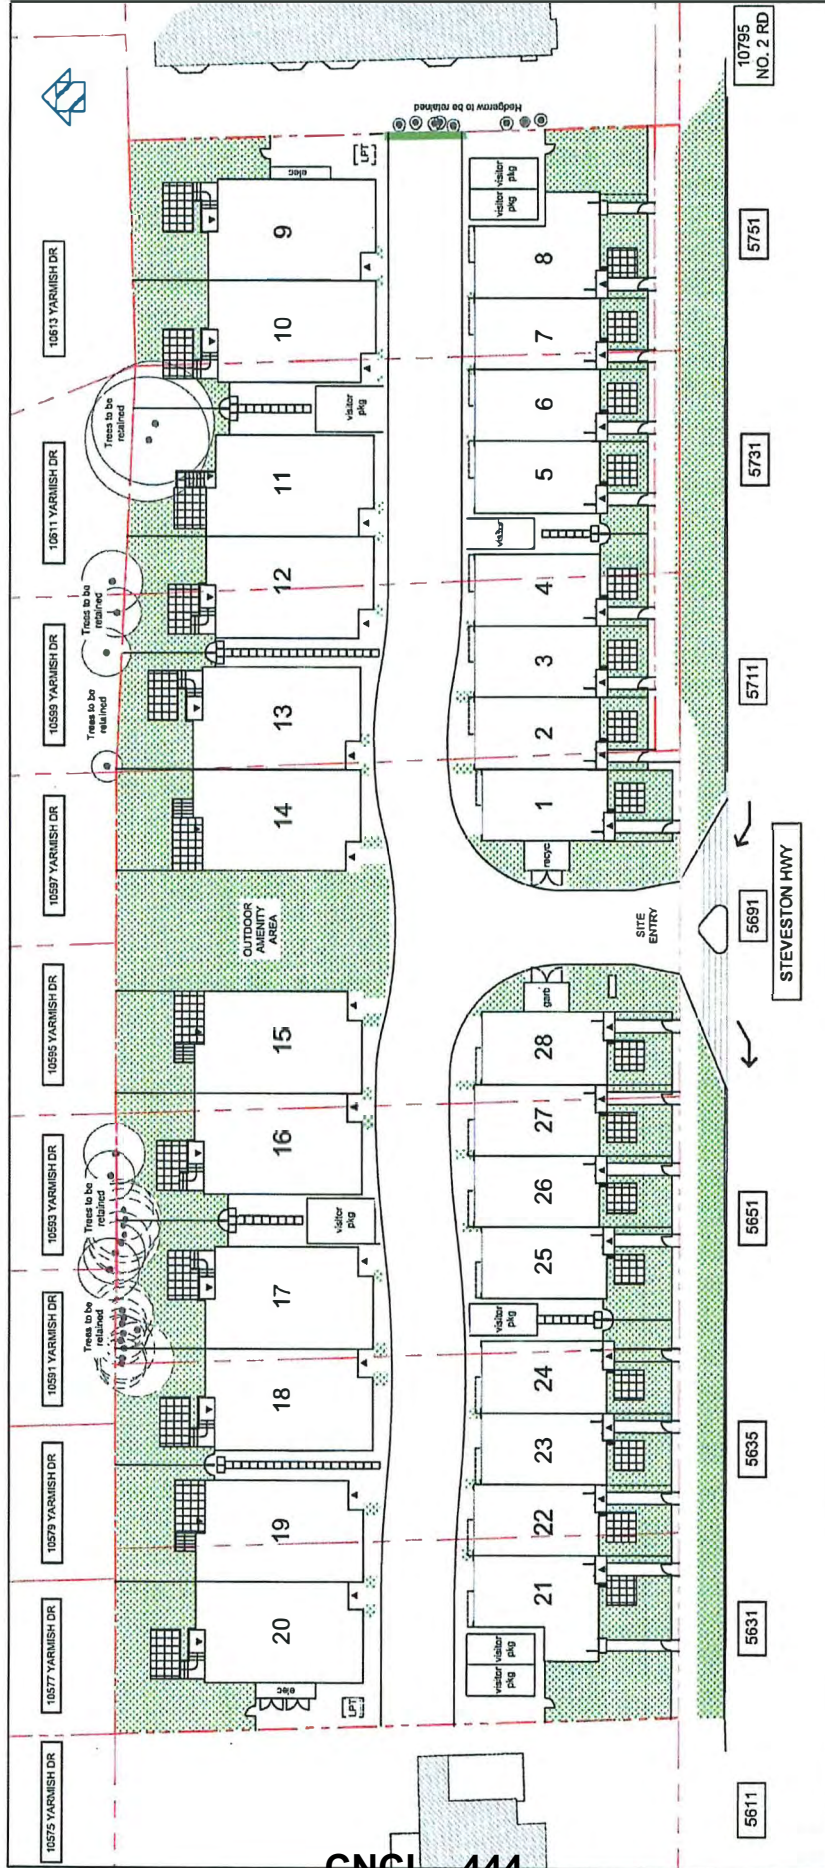 10575 YARMISH DR
10577 YARMISH DR
10579 YARMISH DR
10591 YARMISH DR
10593 YARMISH DR
10595 YARMISH DR
10597 YARMISH DR
10599 YARMISH DR
10611 YARMISH DR
10613 YARMISH DR
Trees to be
retained
Trees to be
retained
Trees to be
retained
Trees to be
retained
Trees to be
retained
20
19
18
17
16
15
14
13
12
11
10
9
elec
LPT
visitor
pkg
OUTDOOR
AMENITY
AREA
visitor
pkg
elec
LPT
Hedgerow to be retained
visitor
pkg
visitor
pkg
21
22
23
24
visitor
pkg
25
26
27
28
garb
SITE
ENTRY
recyc
1
2
3
4
visitor
5
6
7
8
visitor
pkg
visitor
pkg
5611
5631
5635
5651
5691
5711
5731
5751
10795
NO. 2 RD
STEVESTON HWY
CNCL - 444